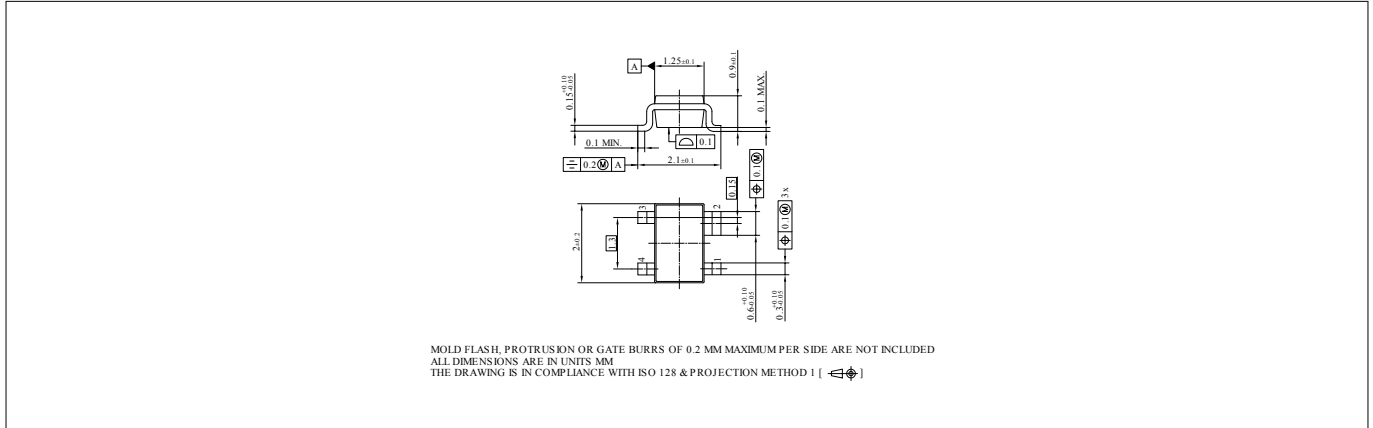 A
1.25±0.1
0.9±0.1
0.1 MAX.
0.15 +0.10 -0.05
0.1 MIN.
0.1
0.2 Ⓜ A
2.1±0.1
0.1 Ⓜ
0.15
0.1 Ⓜ 3x
3
2
2±0.2
1.3
4
1
0.6 +0.10 -0.05
0.3 +0.10 -0.05
MOLD FLASH, PROTRUSION OR GATE BURRS OF 0.2 MM MAXIMUM PER SIDE ARE NOT INCLUDED
ALL DIMENSIONS ARE IN UNITS MM
THE DRAWING IS IN COMPLIANCE WITH ISO 128 & PROJECTION METHOD 1 [ ]